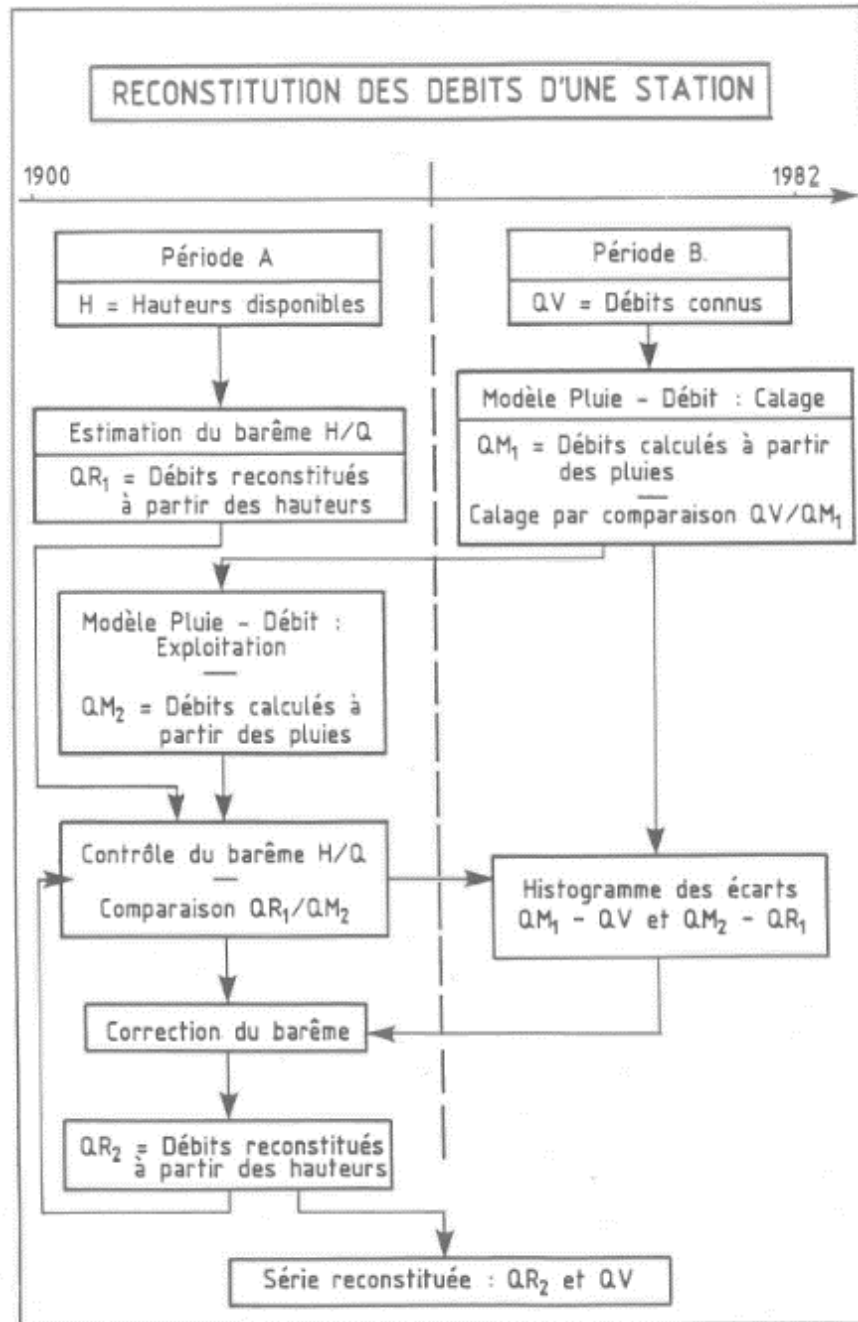 RECONSTITUTION DES DEBITS D'UNE STATION
1900
1982
Période A
H = Hauteurs disponibles
Période B.
QV = Débits connus
Estimation du barême H/Q
QR₁ = Débits reconstitués
à partir des hauteurs
Modèle Pluie - Débit : Calage
QM₁ = Débits calculés à partir
des pluies
—
Calage par comparaison QV/QM₁
Modèle Pluie - Débit :
Exploitation
—
QM₂ = Débits calculés à
partir des pluies
Contrôle du barême H/Q
—
Comparaison QR₁/QM₂
Histogramme des écarts
QM₁ - QV et QM₂ - QR₁
Correction du barême
QR₂ = Débits reconstitués
à partir des hauteurs
Série reconstituée : QR₂ et QV